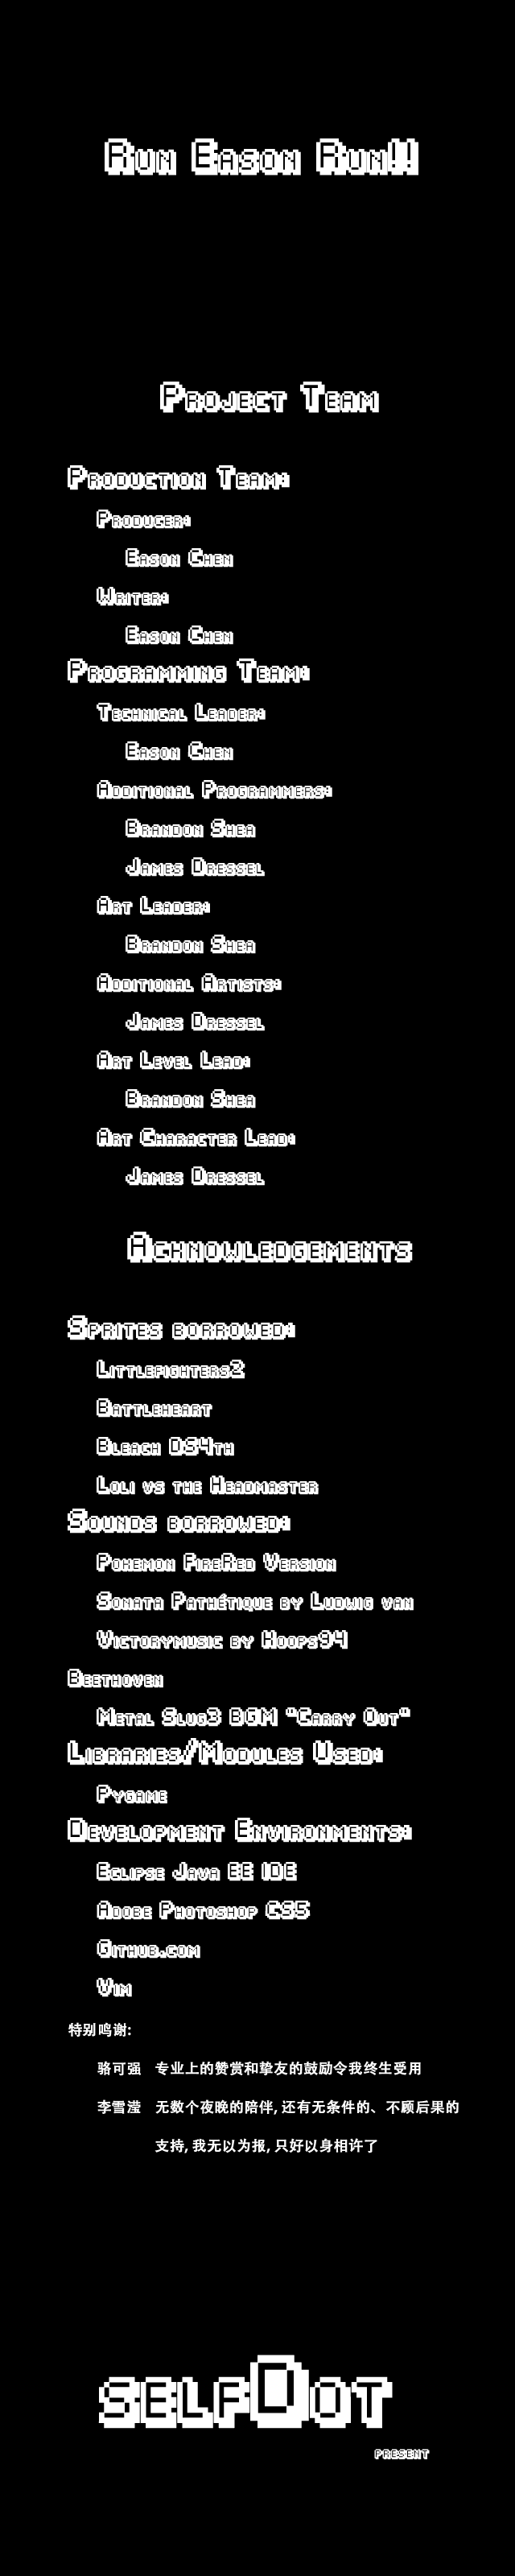 Run Eason Run!!
Project Team
Production Team:
Producer:
Eason Chen
Writer:
Eason Chen
Programming Team:
Technical Leader:
Eason Chen
Additional Programmers:
Brandon Shea
James Dressel
Art Leader:
Brandon Shea
Additional Artists:
James Dressel
Art Level Lead:
Brandon Shea
Art Character Lead:
James Dressel
Acknowledgements
Sprites borrowed:
Littlefighters2
Battleheart
Bleach DS4th
Loli vs the Headmaster
Sounds borrowed:
Pokemon FireRed Version
Sonata Pathétique by Ludwig van
Victorymusic by Hoops94
Beethoven
Metal Slug3 BGM "Carry Out"
Libraries/Modules Used:
Pygame
Development Environments:
Eclipse Java EE IDE
Adobe Photoshop CS5
Github.com
Vim
特别鸣谢:
骆可强 专业上的赞赏和挚友的鼓励令我终生受用
李雪滢 无数个夜晚的陪伴, 还有无条件的、不顾后果的
支持, 我无以为报, 只好以身相许了
selfDot
present